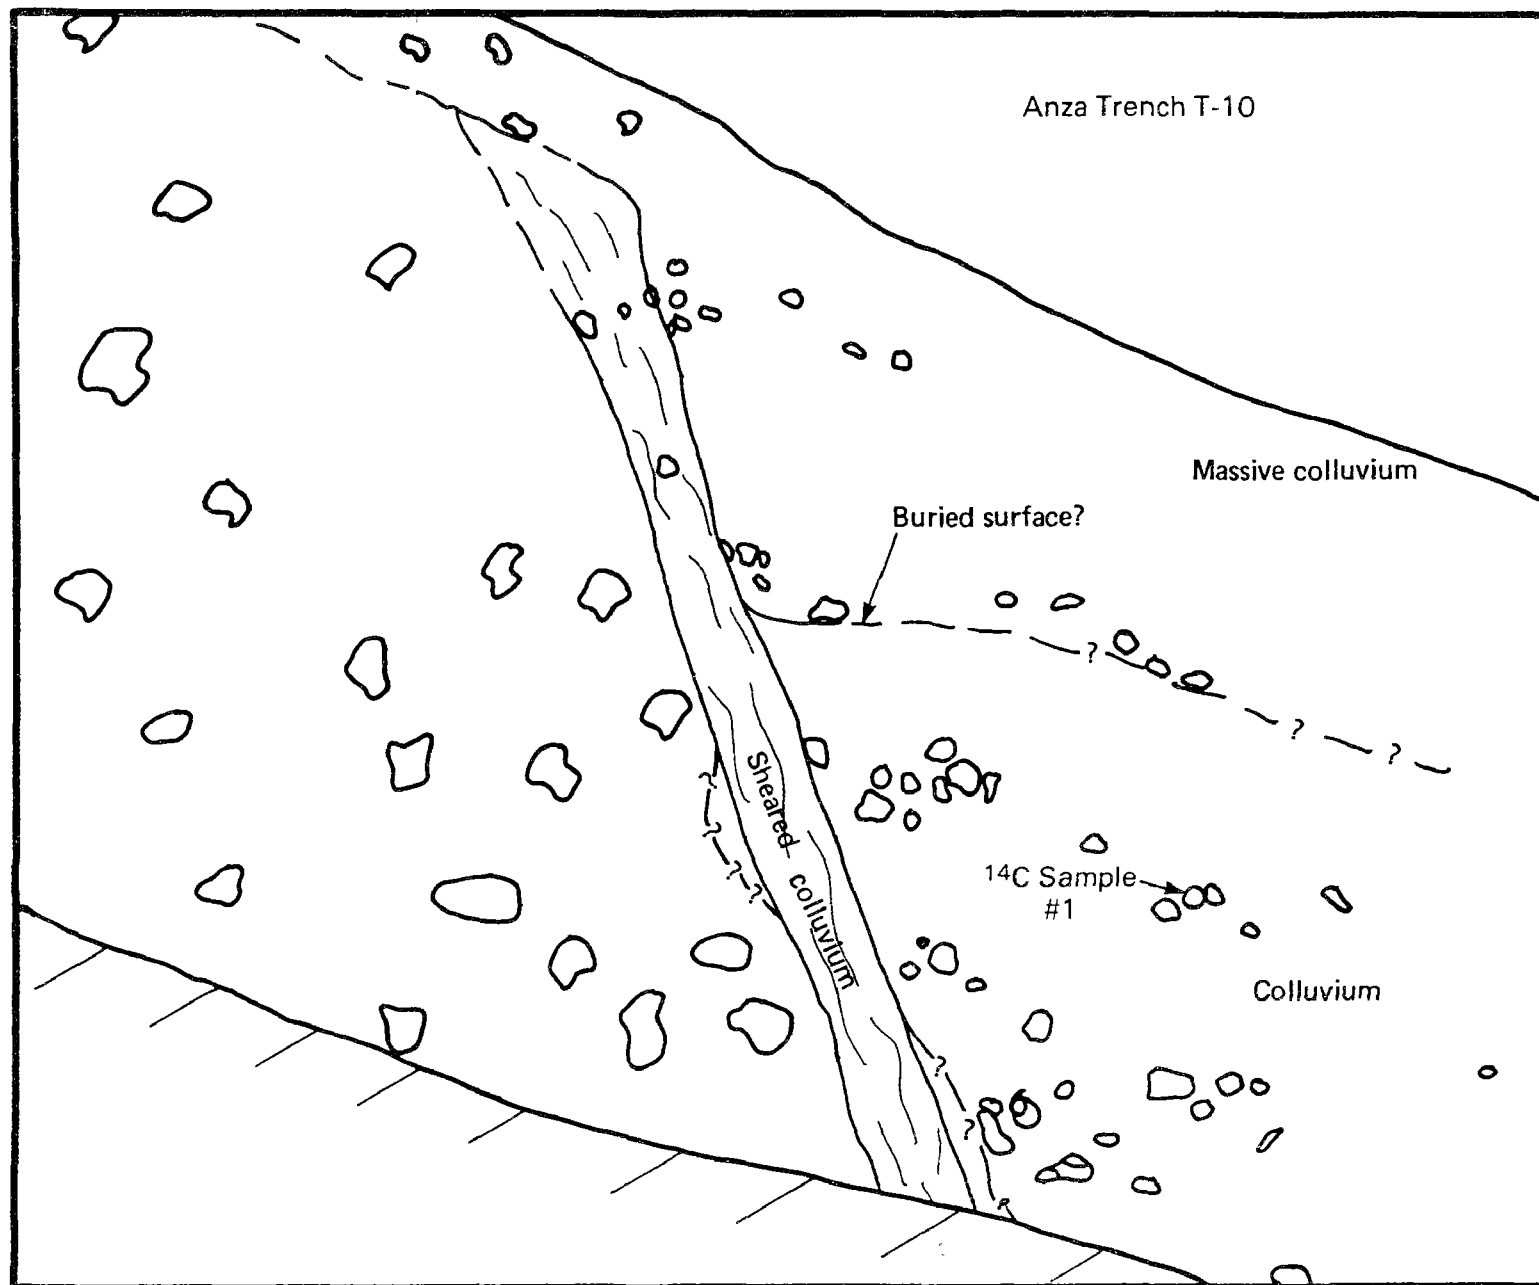 Anza Trench T-10
Massive colluvium
Buried surface?
?
?
?
Sheared colluvium
?
?
?
?
¹⁴C Sample
#1
Colluvium
?
?